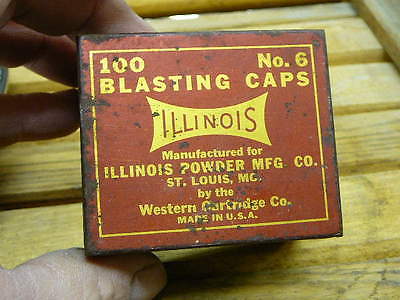 100 No. 6
BLASTING CAPS
ILLINOIS
Manufactured for
ILLINOIS POWDER MFG CO.
ST. LOUIS, MO.
by the
Western Cartridge Co.
MADE IN U.S.A.